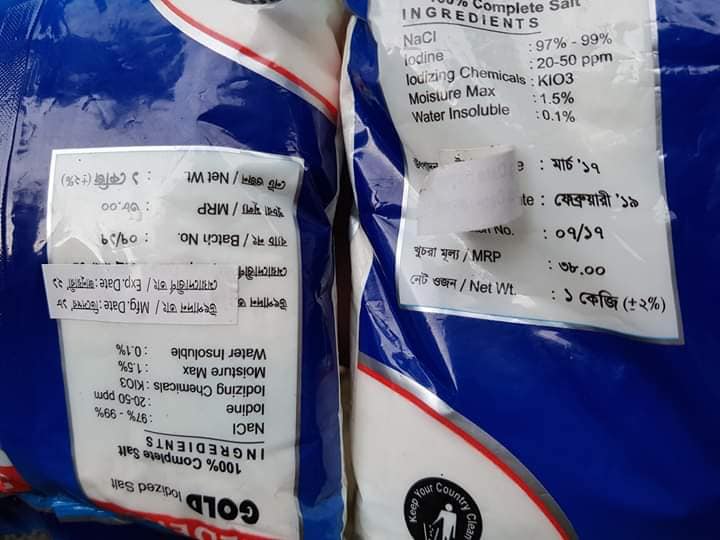 GOLD Iodized Salt
100% Complete Salt
INGREDIENTS
NaCl : 97% - 99%
Iodine : 20-50 ppm
Iodizing Chemicals : KIO3
Moisture Max : 1.5%
Water Insoluble : 0.1%
উৎপাদন তাং / Mfg.Date:ডিসেম্বর ১৮
মেয়াদোত্তীর্ণ তাং / Exp.Date জানুয়ারী ২১
ব্যাচ নং / Batch No. : ০৭/১৭
খুচরা মূল্য / MRP : ৩৮.০০
নেট ওজন / Net Wt. : ১ কেজি (±২%)
100% Complete Salt
INGREDIENTS
NaCl : 97% - 99%
Iodine : 20-50 ppm
Iodizing Chemicals : KIO3
Moisture Max : 1.5%
Water Insoluble : 0.1%
: মার্চ '১৭
: ফেব্রুয়ারী '১৯
No. : ০৭/১৭
খুচরা মূল্য / MRP : ৩৮.০০
নেট ওজন / Net Wt. : ১ কেজি (±২%)
Keep Your Country Clean